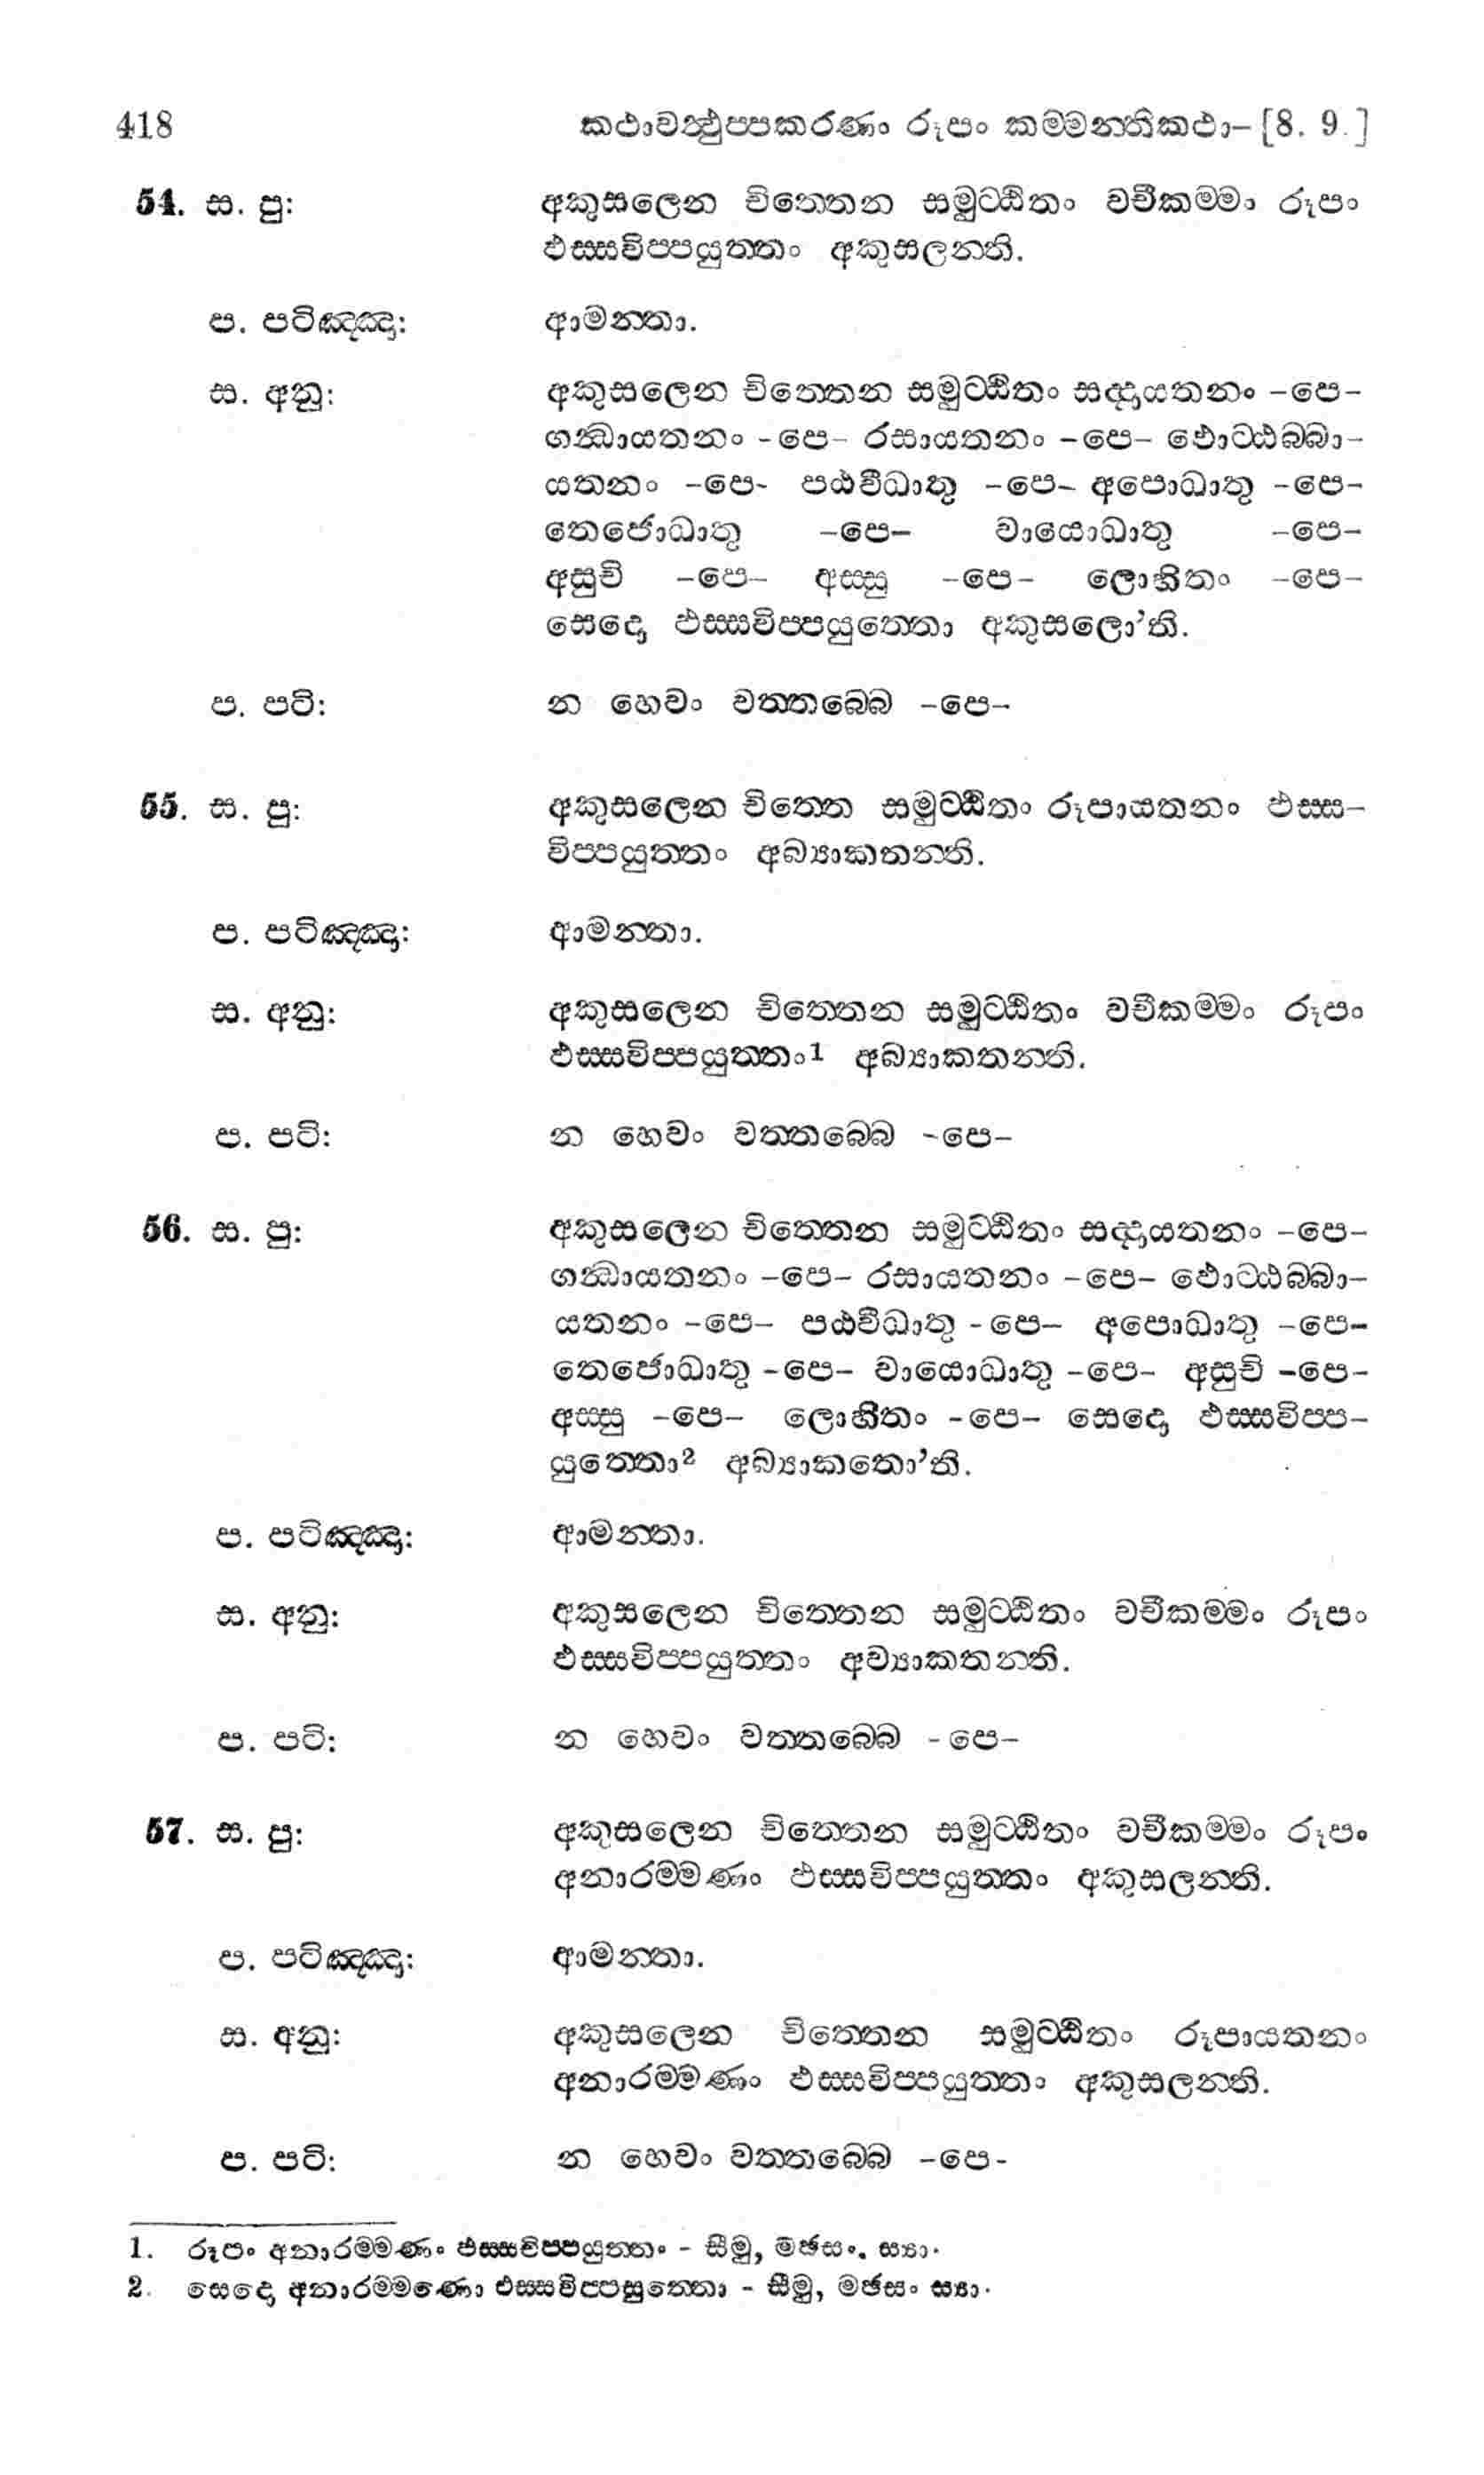 418 කථාවත්‍ථුප්පකරණං රූපං කම්මන්තිකථා–[8. 9.]
54. ස. පු: අකුසලෙන චිත්තෙන සමුට්ඨිතං වචීකම්මං රූපං
ඵස්සවිප්පයුත්තං අකුසලන්ති.
ප. පටිඤ්ඤා: ආමන්තා.
ස. අනු: අකුසලෙන චිත්තෙන සමුට්ඨිතං සද්දායතනං –පෙ–
ගන්ධායතනං –පෙ– රසායතනං –පෙ– ඵොට්ඨබ්බා–
යතනං –පෙ– පඨවීධාතු –පෙ– අපොධාතු –පෙ–
තෙජොධාතු –පෙ– වායොධාතු –පෙ–
අසුචි –පෙ– අස්සු –පෙ– ලොහිතං –පෙ–
සෙදො ඵස්සවිප්පයුත්තො අකුසලො’ති.
ප. පටි: න හෙවං වත්තබ්බෙ –පෙ–
55. ස. පු: අකුසලෙන චිත්තෙ සමුට්ඨිතං රූපායතනං ඵස්ස–
විප්පයුත්තං අබ්‍යාකතන්ති.
ප. පටිඤ්ඤා: ආමන්තා.
ස. අනු: අකුසලෙන චිත්තෙන සමුට්ඨිතං වචීකම්මං රූපං
ඵස්සවිප්පයුත්තං1 අබ්‍යාකතන්ති.
ප. පටි: න හෙවං වත්තබ්බෙ –පෙ–
56. ස. පු: අකුසලෙන චිත්තෙන සමුට්ඨිතං සද්දායතනං –පෙ–
ගන්ධායතනං –පෙ– රසායතනං –පෙ– ඵොට්ඨබ්බා–
යතනං –පෙ– පඨවීධාතු –පෙ– අපොධාතු –පෙ–
තෙජොධාතු –පෙ– වායොධාතු –පෙ– අසුචි –පෙ–
අස්සු –පෙ– ලොහිතං –පෙ– සෙදො ඵස්සවිප්ප–
යුත්තො2 අබ්‍යාකතො’ති.
ප. පටිඤ්ඤා: ආමන්තා.
ස. අනු: අකුසලෙන චිත්තෙන සමුට්ඨිතං වචීකම්මං රූපං
ඵස්සවිප්පයුත්තං අව්‍යාකතන්ති.
ප. පටි: න හෙවං වත්තබ්බෙ –පෙ–
57. ස. පු: අකුසලෙන චිත්තෙන සමුට්ඨිතං වචීකම්මං රූපං
අනාරම්මණං ඵස්සවිප්පයුත්තං අකුසලන්ති.
ප. පටිඤ්ඤා: ආමන්තා.
ස. අනු: අකුසලෙන චිත්තෙන සමුට්ඨිතං රූපායතනං
අනාරම්මණං ඵස්සවිප්පයුත්තං අකුසලන්ති.
ප. පටි: න හෙවං වත්තබ්බෙ –පෙ–
1. රූපං අනාරම්මණං ඵස්සවිප්පයුත්තං – සීමු, මජසං. ස්‍යා.
2. සෙදො අනාරම්මණො එස්සවිප්පසුත්තො – සීමු, මජසං ස්‍යා.